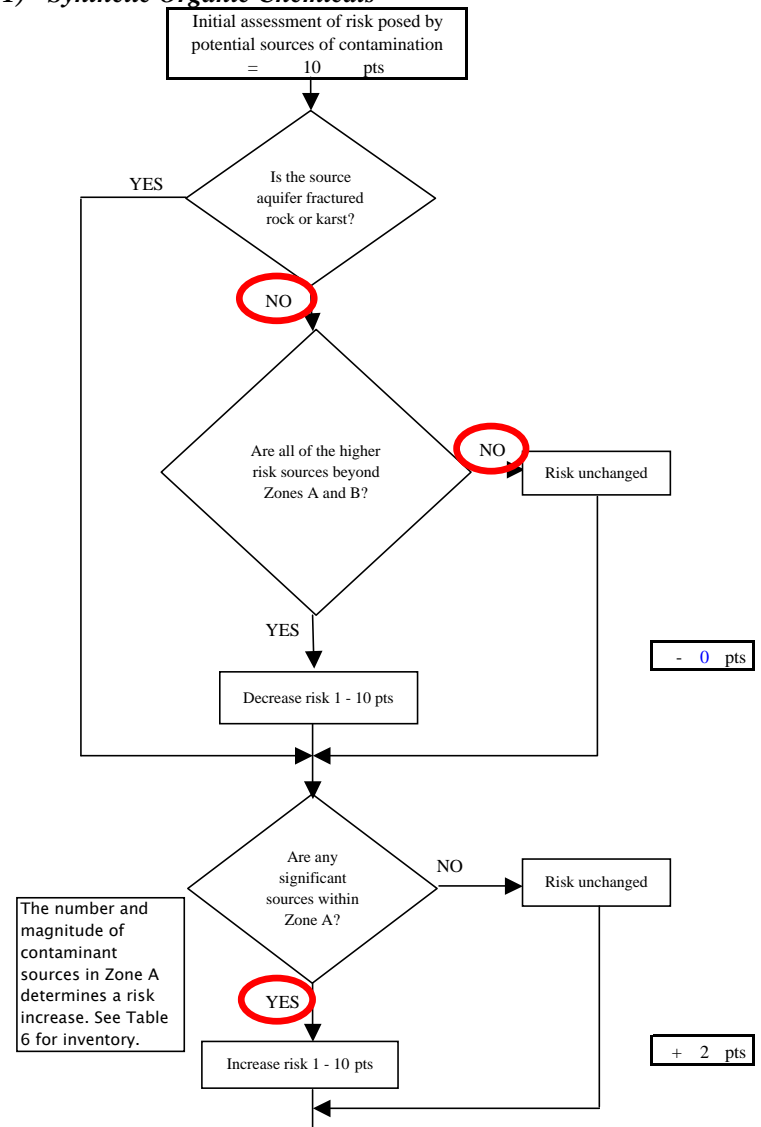 1) Synthetic Organic Chemicals
Initial assessment of risk posed by
potential sources of contamination
= 10 pts
Is the source
aquifer fractured
rock or karst?
YES
NO
Are all of the higher
risk sources beyond
Zones A and B?
NO
Risk unchanged
YES
- 0 pts
Decrease risk 1 - 10 pts
Are any
significant
sources within
Zone A?
NO
Risk unchanged
The number and
magnitude of
contaminant
sources in Zone A
determines a risk
increase. See Table
6 for inventory.
YES
Increase risk 1 - 10 pts
+ 2 pts